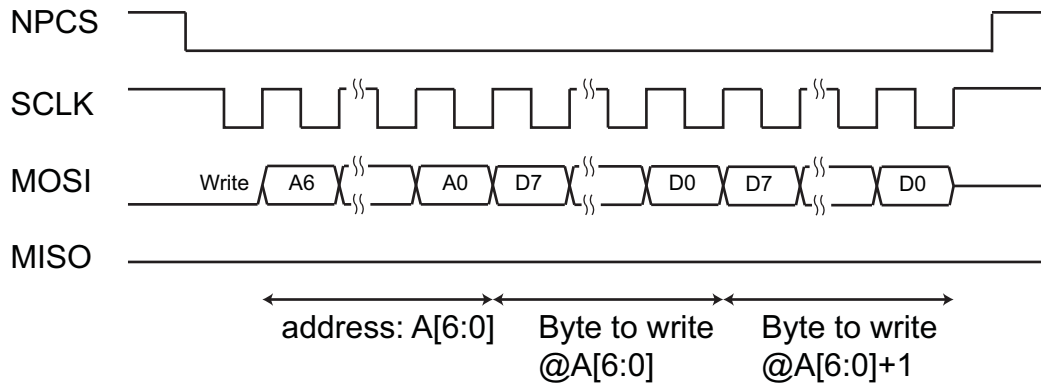 NPCS
SCLK
MOSI
Write A6 A0 D7 D0 D7 D0
MISO
address: A[6:0] Byte to write Byte to write
@A[6:0] @A[6:0]+1